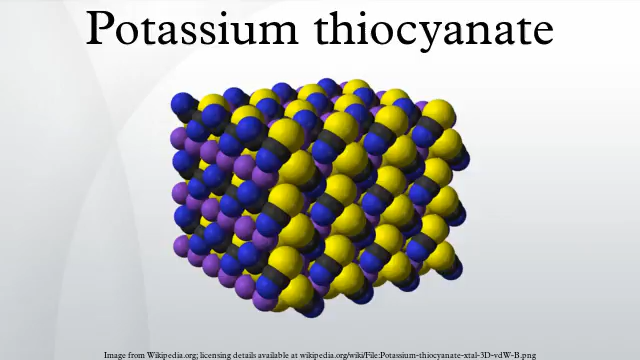 Potassium thiocyanate
Image from Wikipedia.org; licensing details available at wikipedia.org/wiki/File:Potassium-thiocyanate-xtal-3D-vdW-B.png